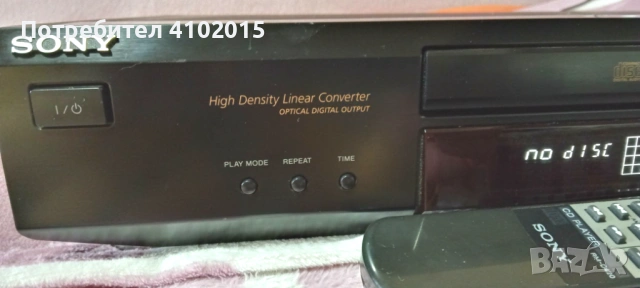 Потребител 4102015
SONY
I / ⏻
High Density Linear Converter
OPTICAL DIGITAL OUTPUT
PLAY MODE REPEAT TIME
no dISC
CD PLAYER
SONY
BAZAR